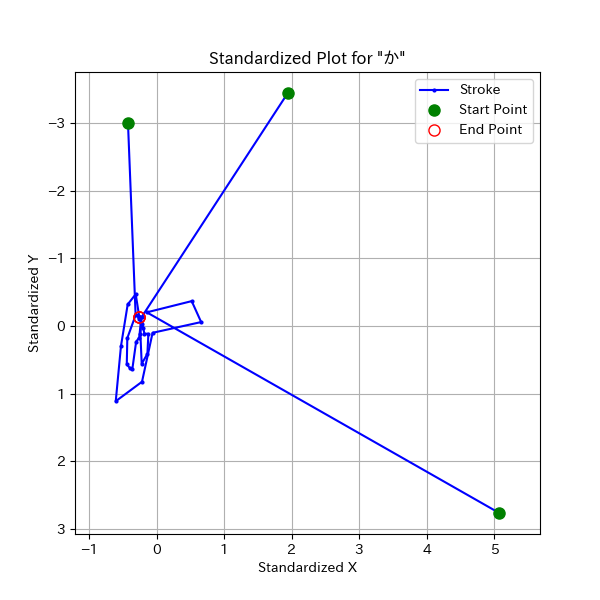 Standardized Plot for "か"
Stroke
Start Point
End Point
−3
−2
−1
0
1
2
3
Standardized Y
−1
0
1
2
3
4
5
Standardized X